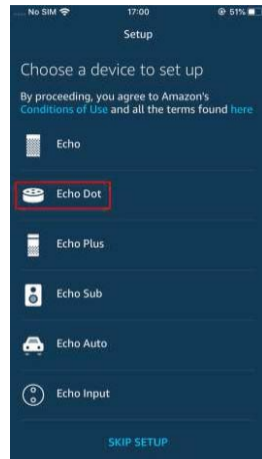 No SIM 17:00 51%
Setup
Choose a device to set up
By proceeding, you agree to Amazon's
Conditions of Use and all the terms found here
Echo
Echo Dot
Echo Plus
Echo Sub
Echo Auto
Echo Input
SKIP SETUP